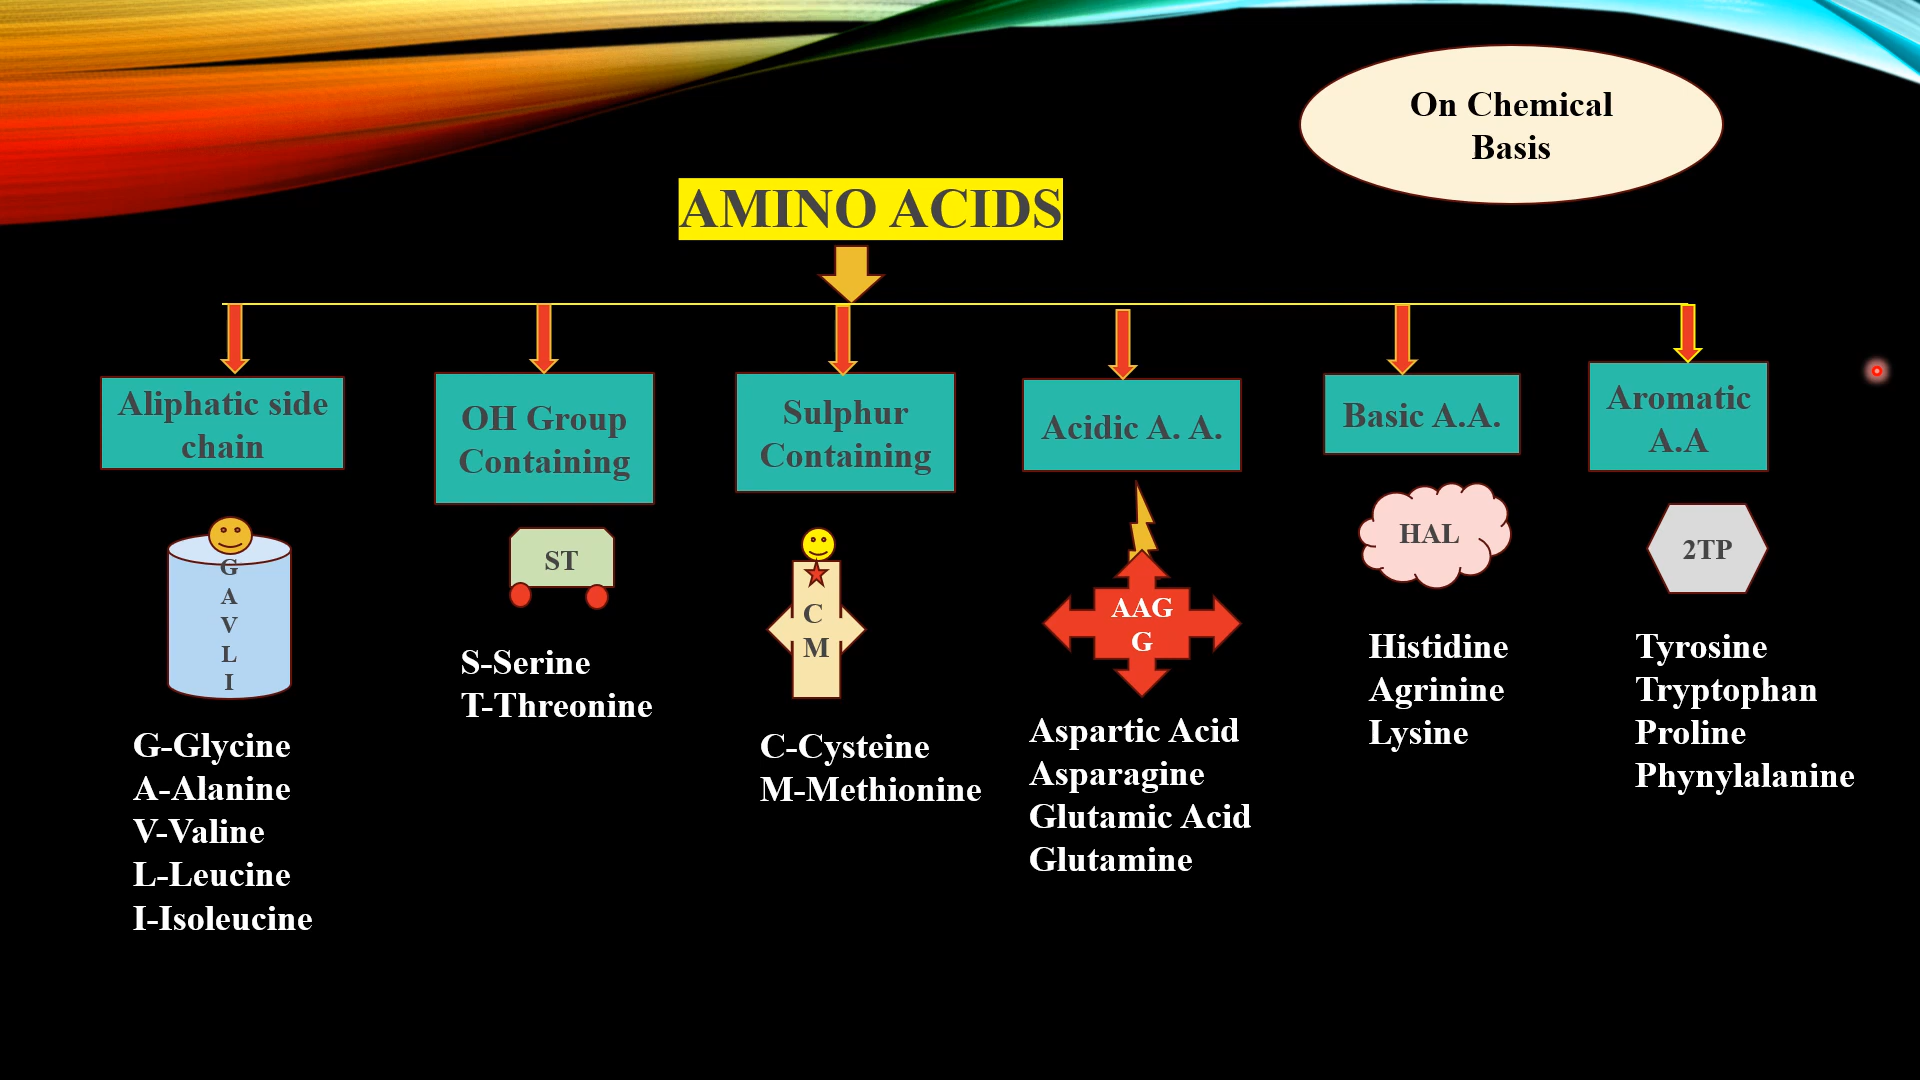 On Chemical
Basis
AMINO ACIDS
Aliphatic side
chain
G
A
V
L
I
G-Glycine
A-Alanine
V-Valine
L-Leucine
I-Isoleucine
OH Group
Containing
ST
S-Serine
T-Threonine
Sulphur
Containing
C
M
C-Cysteine
M-Methionine
Acidic A. A.
AAG
G
Aspartic Acid
Asparagine
Glutamic Acid
Glutamine
Basic A.A.
HAL
Histidine
Agrinine
Lysine
Aromatic
A.A
2TP
Tyrosine
Tryptophan
Proline
Phynylalanine